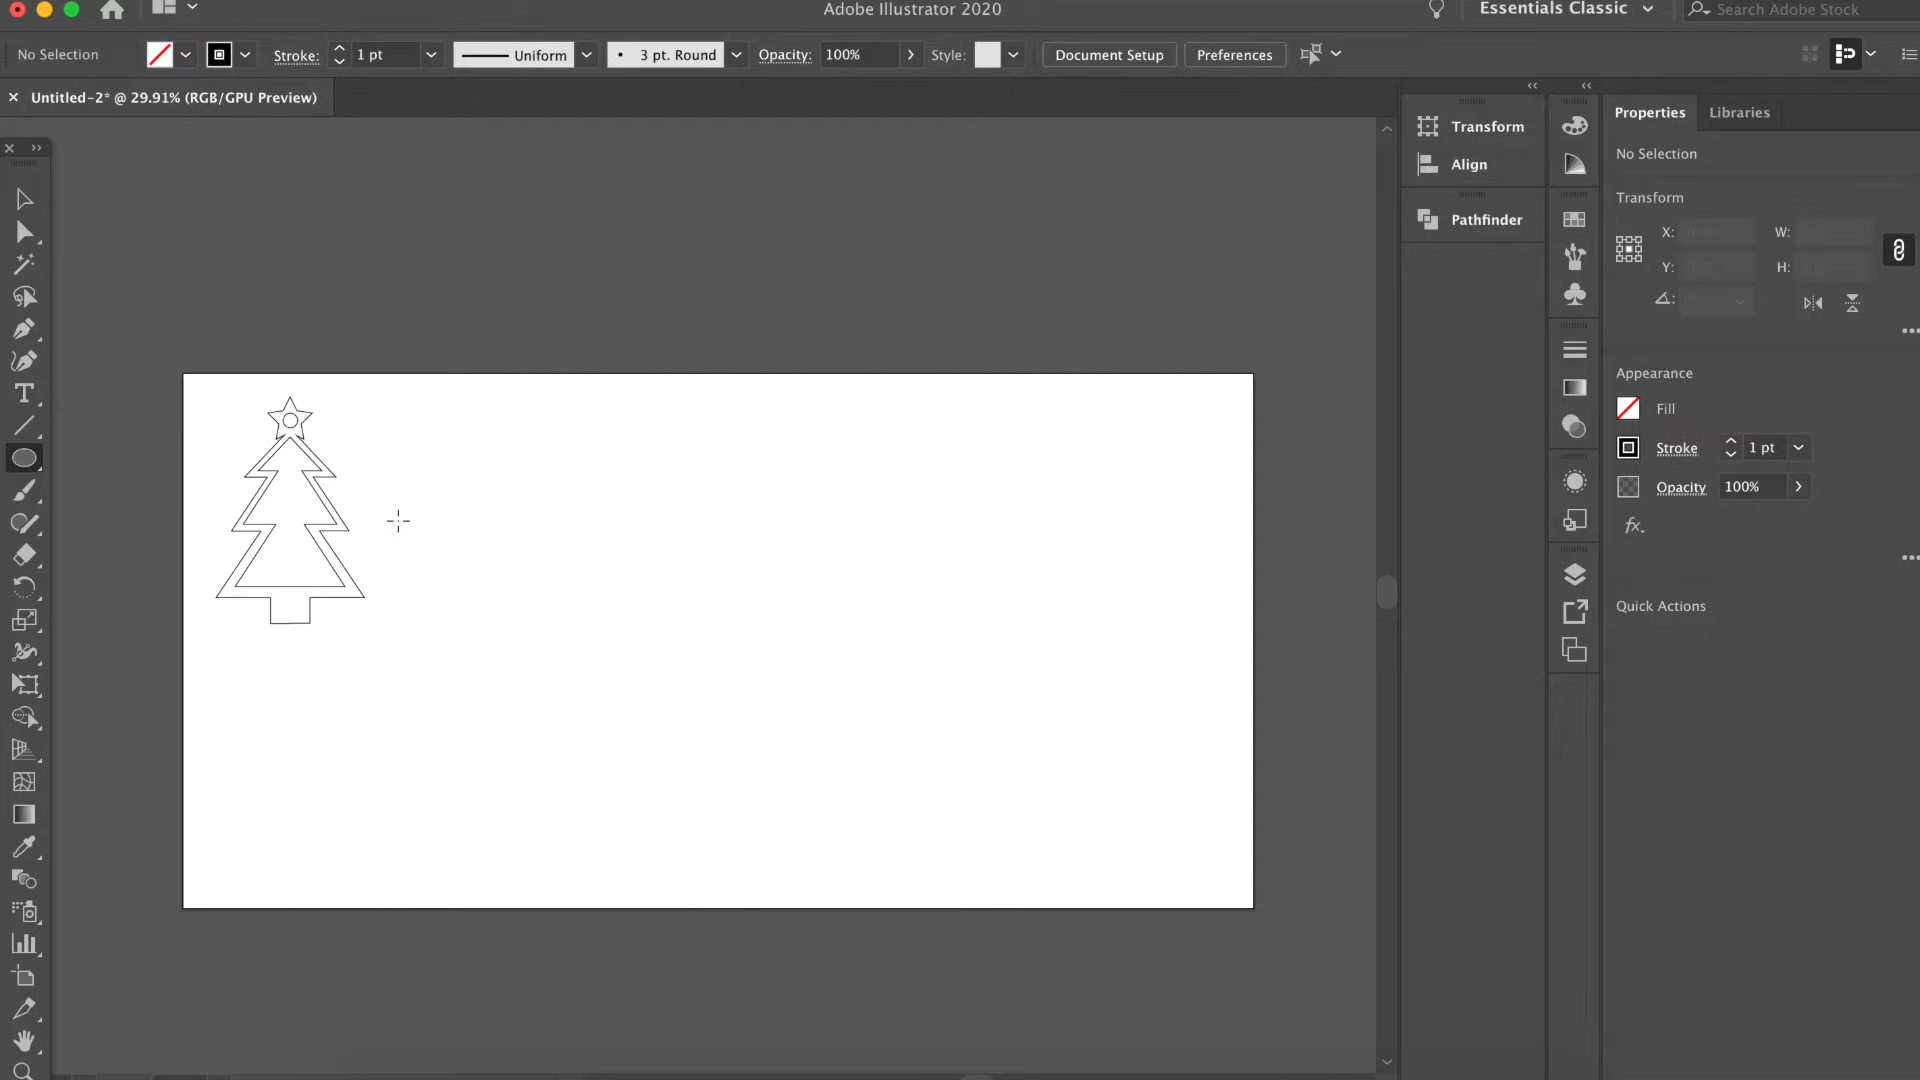 Adobe Illustrator 2020
Essentials Classic
Search Adobe Stock
No Selection
Stroke:
1 pt
Uniform
3 pt. Round
Opacity:
100%
Style:
Document Setup
Preferences
Untitled-2* @ 29.91% (RGB/GPU Preview)
Transform
Align
Pathfinder
Properties
Libraries
No Selection
Transform
X:
W:
Y:
H:
Appearance
Fill
Stroke
1 pt
Opacity
100%
fx.
Quick Actions